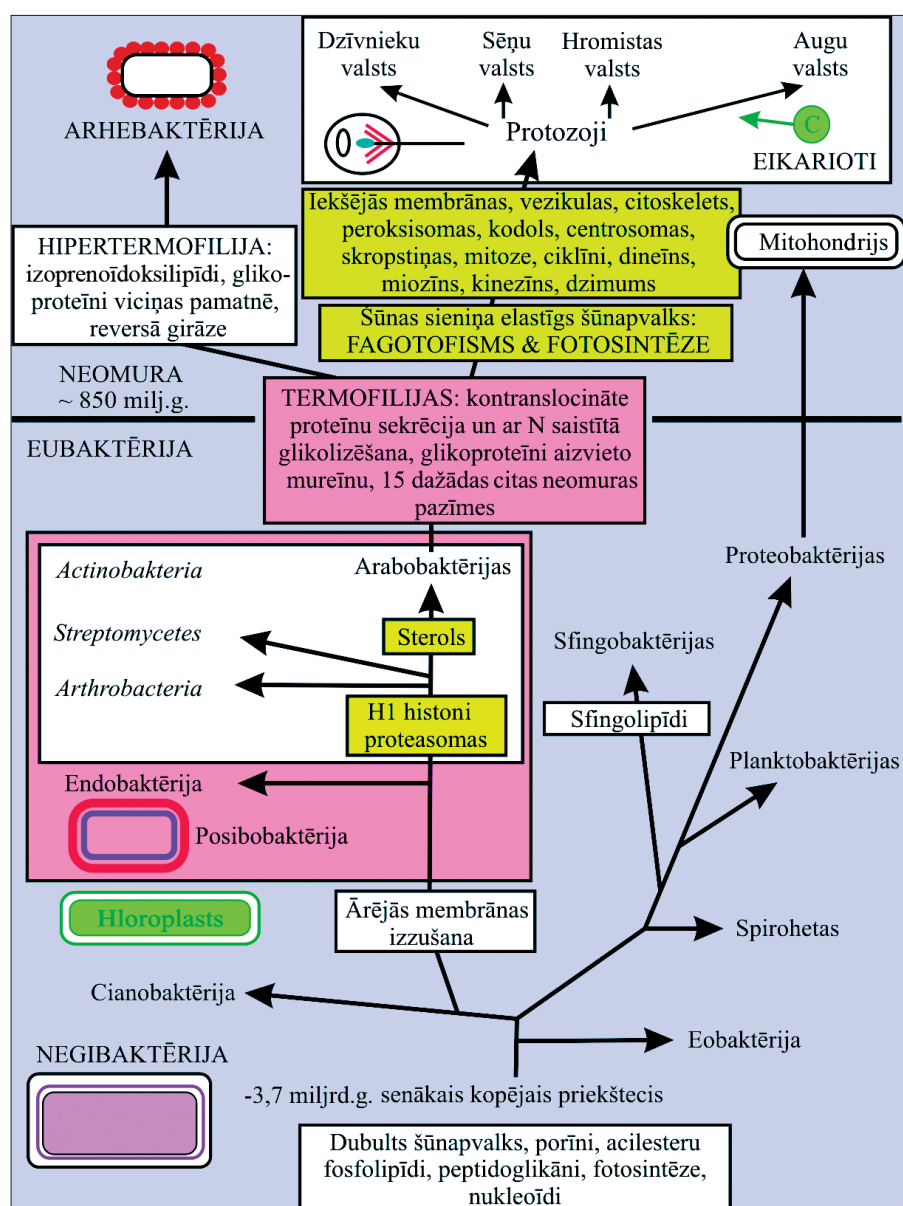 Dzīvnieku
valsts
Sēņu
valsts
Hromistas
valsts
Augu
valsts
Protozoji
C
EIKARIOTI
ARHEBAKTĒRIJA
Iekšējās membrānas, vezikulas, citoskelets,
peroksisomas, kodols, centrosomas,
skropstiņas, mitoze, ciklīni, dineīns,
miozīns, kinezīns, dzimums
Mitohondrijs
HIPERTERMOFILIJA:
izoprenoīdoksilipīdi, gliko-
proteīni viciņas pamatnē,
reversā girāze
Šūnas sieniņa elastīgs šūnapvalks:
FAGOTOFISMS & FOTOSINTĒZE
NEOMURA
~ 850 milj.g.
EUBAKTĒRIJA
TERMOFILIJAS: kontranslocināte
proteīnu sekrēcija un ar N saistītā
glikolizēšana, glikoproteīni aizvieto
mureīnu, 15 dažādas citas neomuras
pazīmes
Actinobakteria
Arabobaktērijas
Streptomycetes
Sterols
Arthrobacteria
H1 histoni
proteasomas
Endobaktērija
Posibobaktērija
Proteobaktērijas
Sfingobaktērijas
Sfingolipīdi
Planktobaktērijas
Hloroplasts
Ārējās membrānas
izzušana
Spirohetas
Cianobaktērija
Eobaktērija
NEGIBAKTĒRIJA
-3,7 miljrd.g. senākais kopējais priekštecis
Dubults šūnapvalks, porīni, acilesteru
fosfolipīdi, peptidoglikāni, fotosintēze,
nukleoīdi